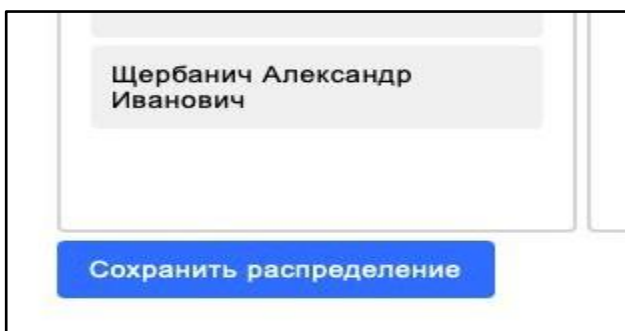 Щербанич Александр
Иванович
Сохранить распределение